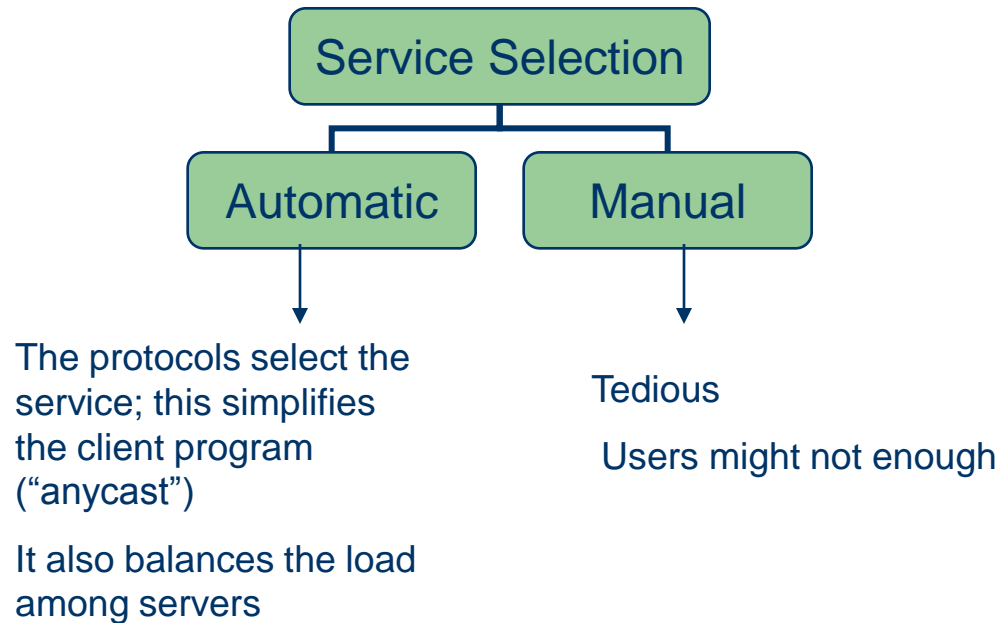 Service Selection
Automatic
Manual
The protocols select the
service; this simplifies
the client program
(“anycast”)
It also balances the load
among servers
Tedious
Users might not enough